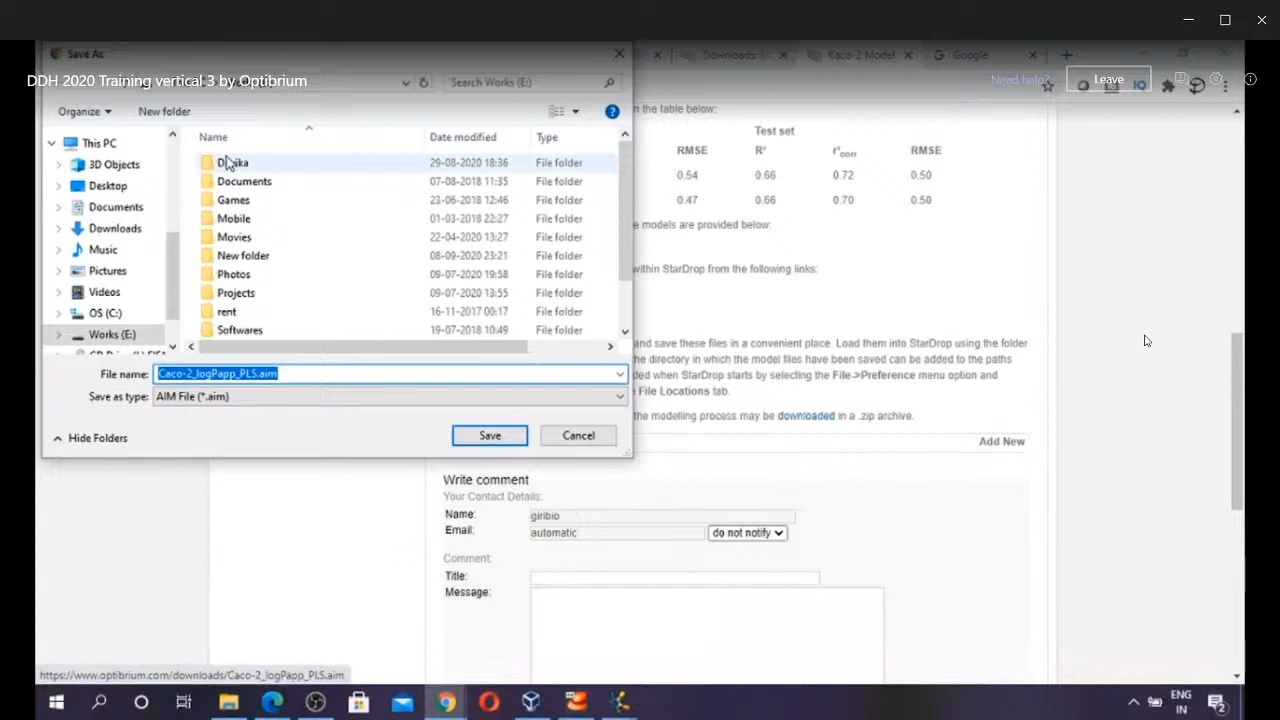 Save As
Downloads
Caco-2 Model
Google
DDH 2020 Training vertical 3 by Optibrium
Search Works (E:)
Need help?
Leave
Organize
New folder
Name
Date modified
Type
This PC
3D Objects
Desktop
Documents
Downloads
Music
Pictures
Videos
OS (C:)
Works (E:)
29-08-2020 18:36
File folder
Documents
07-08-2018 11:35
File folder
Games
23-06-2018 12:46
File folder
Mobile
01-03-2018 22:27
File folder
Movies
22-04-2020 13:27
File folder
New folder
08-09-2020 23:21
File folder
Photos
09-07-2020 19:58
File folder
Projects
09-07-2020 13:55
File folder
rent
16-11-2017 00:17
File folder
Softwares
19-07-2018 10:49
File folder
File name:
Caco-2_logPapp_PLS.aim
Save as type:
AIM File (*.aim)
Hide Folders
Save
Cancel
n the table below:
Test set
RMSE
R²
r²corr
RMSE
0.54
0.66
0.72
0.50
0.47
0.66
0.70
0.50
e models are provided below:
within StarDrop from the following links:
and save these files in a convenient place. Load them into StarDrop using the folder
the directory in which the model files have been saved can be added to the paths
ded when StarDrop starts by selecting the File->Preference menu option and
File Locations tab.
the modelling process may be downloaded in a .zip archive.
Add New
Write comment
Your Contact Details:
Name:
giribio
Email:
automatic
do not notify
Comment:
Title:
Message:
https://www.optibrium.com/downloads/Caco-2_logPapp_PLS.aim
ENG
IN
2